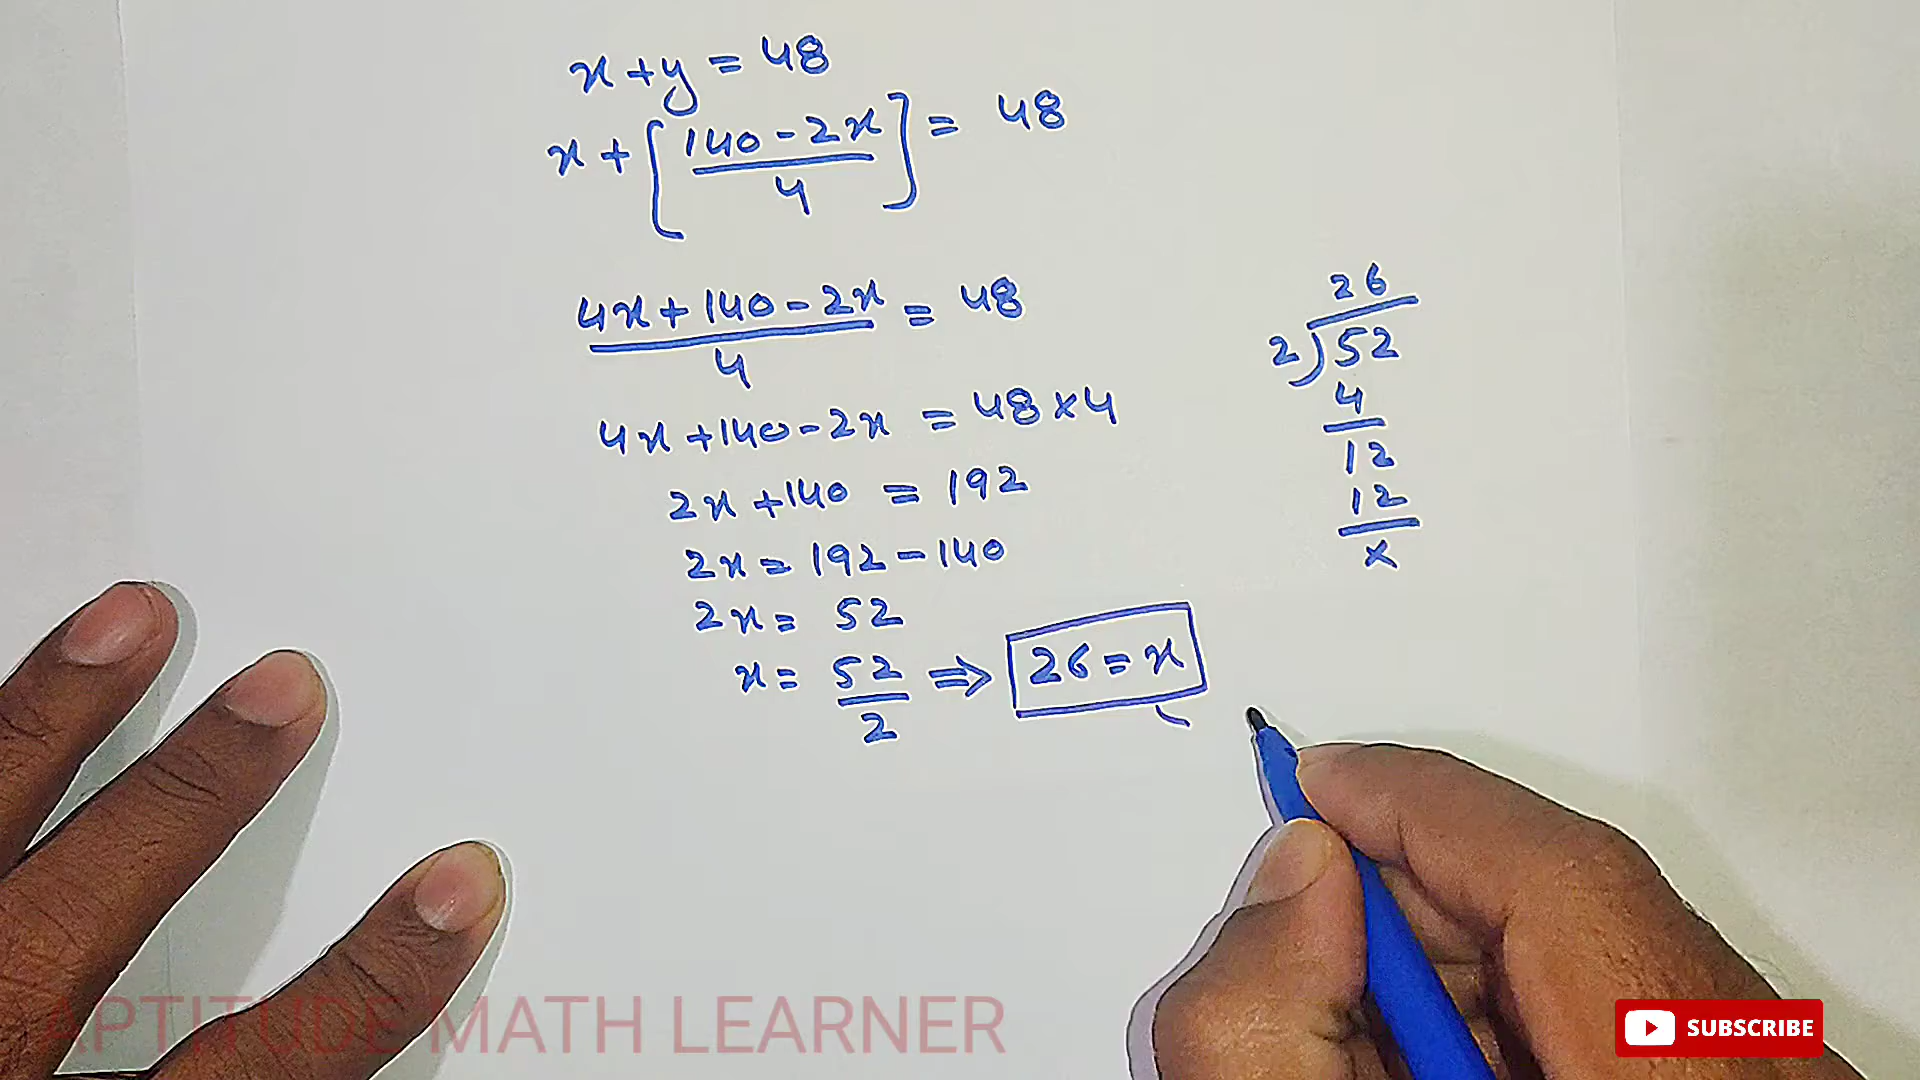 x+y=48
x+[140-2x/4]=48
4x+140-2x/4=48
4x+140-2x=48×4
2x+140=192
2x=192-140
2x=52
x=52/2⇒26=x
26
2)52
4
12
12
x
APTITUDE MATH LEARNER
SUBSCRIBE